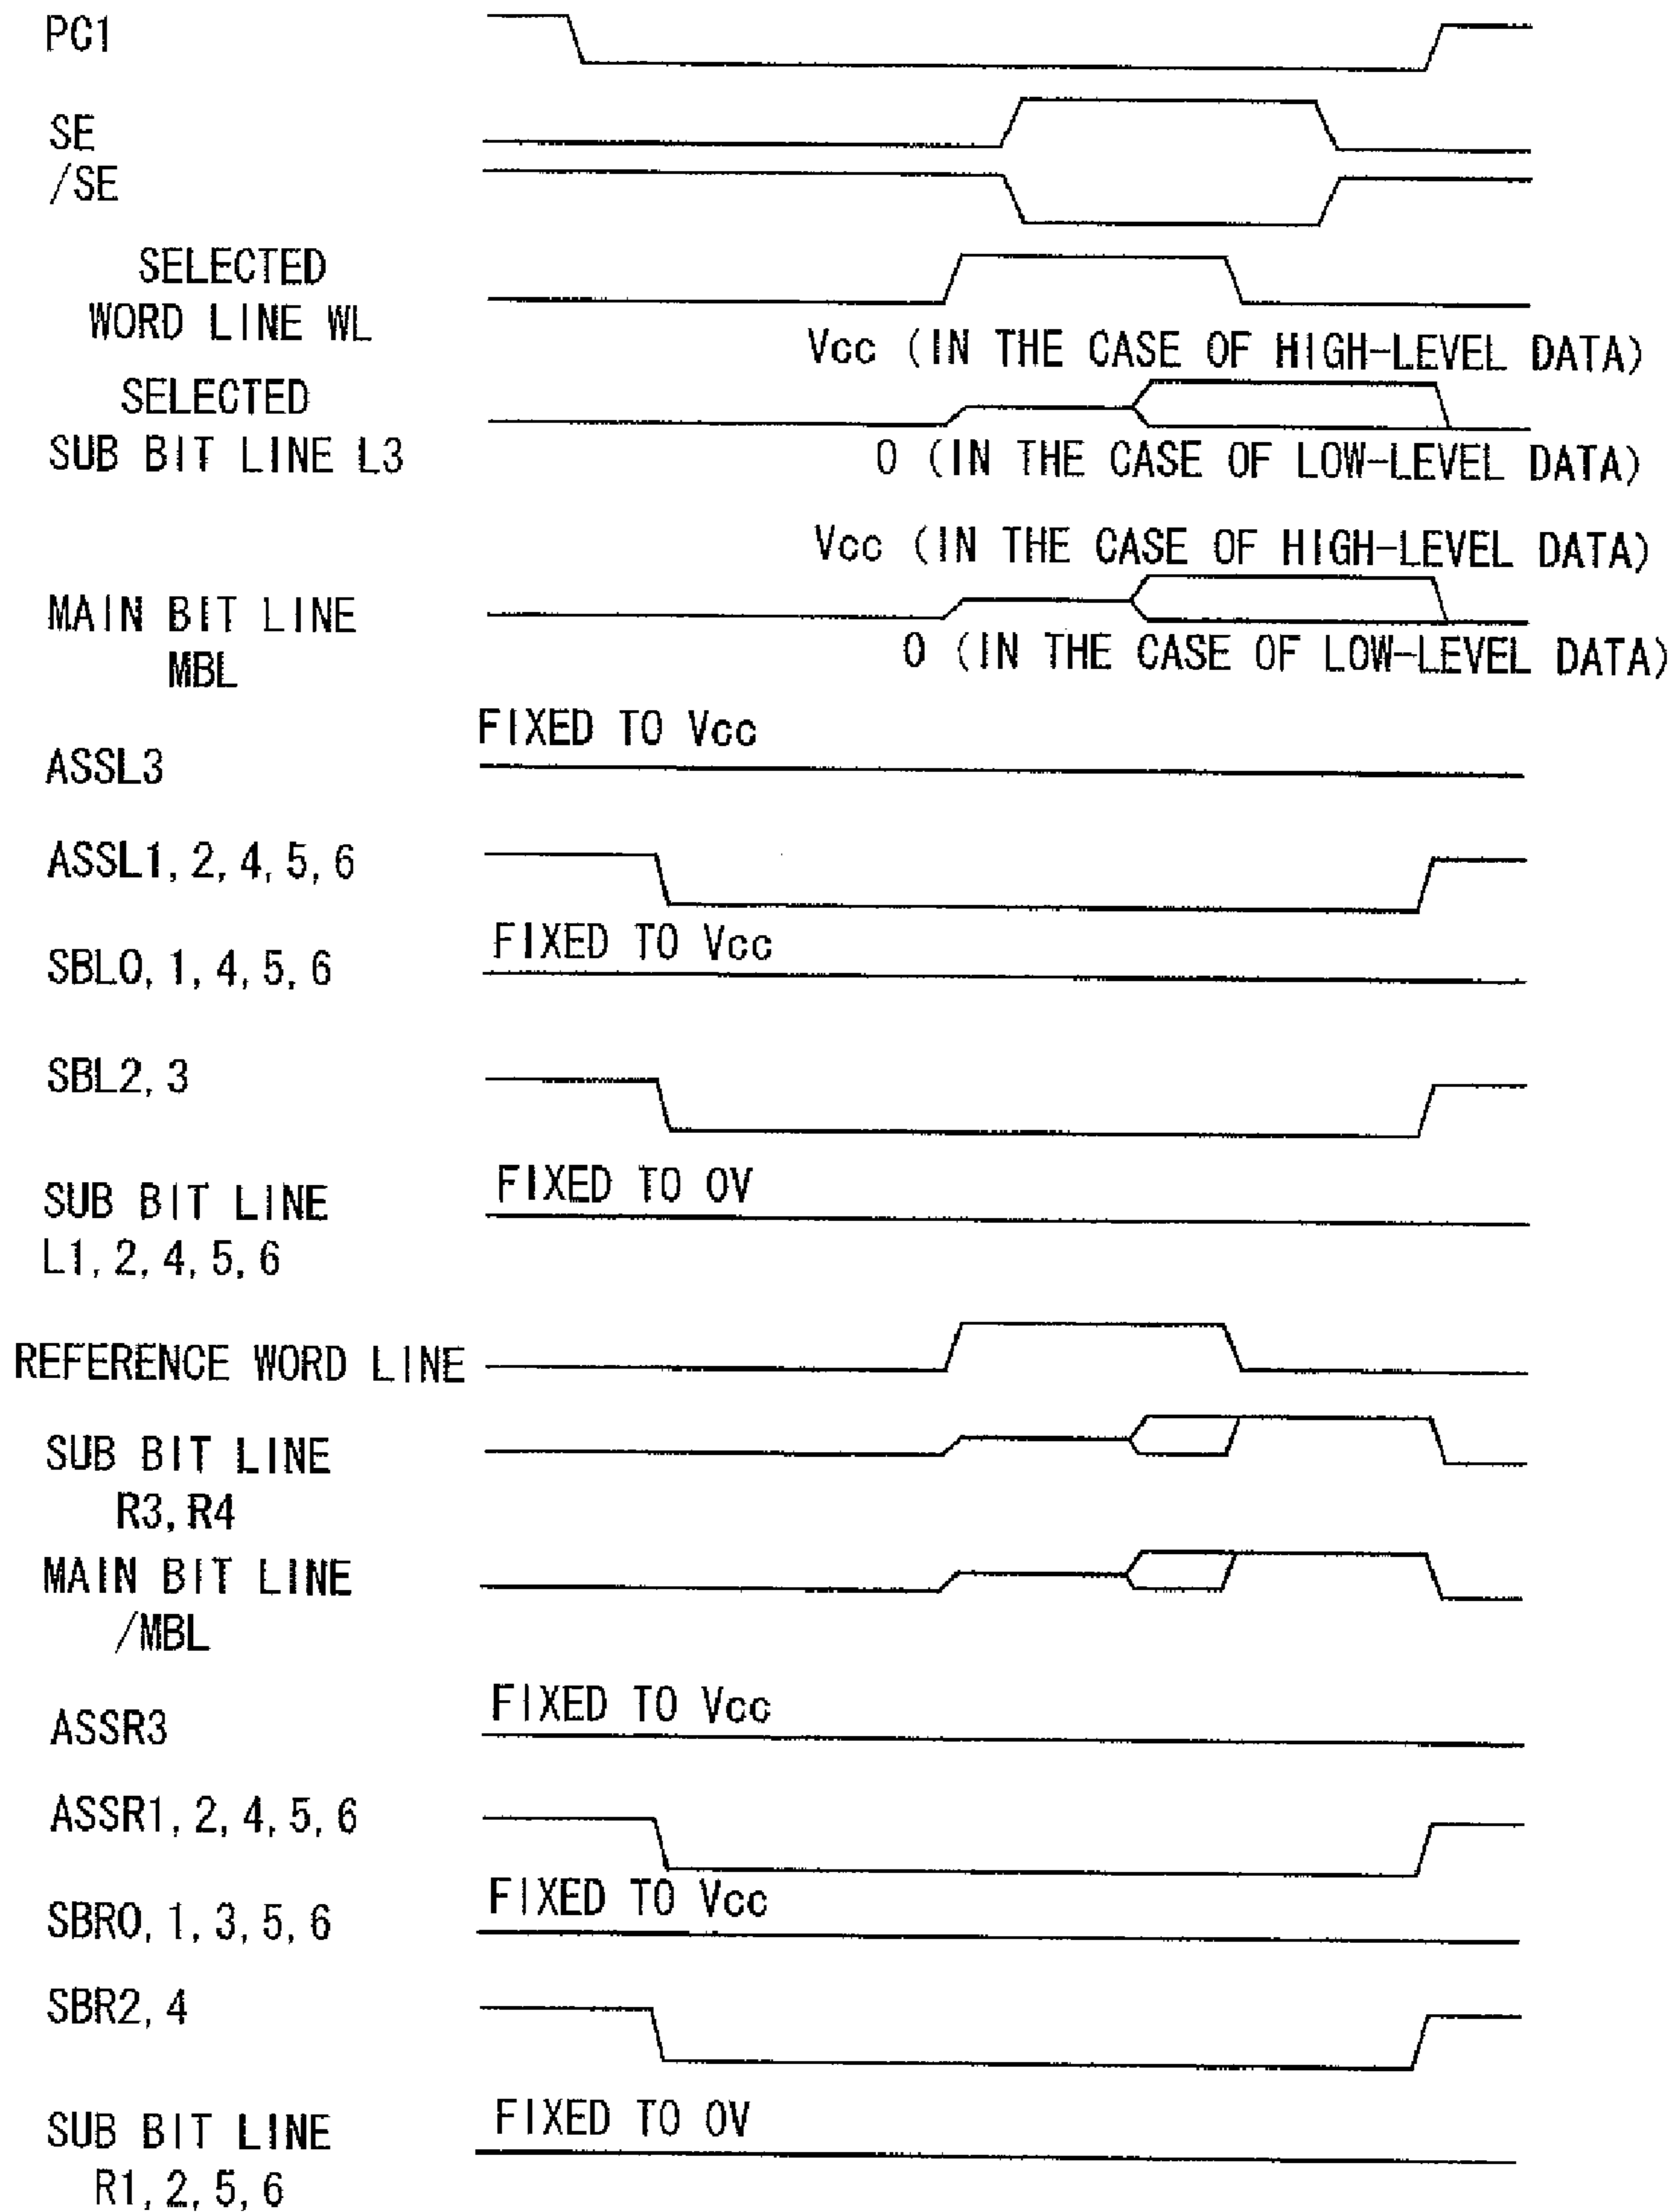 PC1
SE
/SE
SELECTED
WORD LINE WL
Vcc (IN THE CASE OF HIGH-LEVEL DATA)
SELECTED
SUB BIT LINE L3
0 (IN THE CASE OF LOW-LEVEL DATA)
Vcc (IN THE CASE OF HIGH-LEVEL DATA)
MAIN BIT LINE
MBL
0 (IN THE CASE OF LOW-LEVEL DATA)
FIXED TO Vcc
ASSL3
ASSL1, 2, 4, 5, 6
FIXED TO Vcc
SBL0, 1, 4, 5, 6
SBL2, 3
FIXED TO 0V
SUB BIT LINE
L1, 2, 4, 5, 6
REFERENCE WORD LINE
SUB BIT LINE
R3, R4
MAIN BIT LINE
/MBL
FIXED TO Vcc
ASSR3
ASSR1, 2, 4, 5, 6
FIXED TO Vcc
SBR0, 1, 3, 5, 6
SBR2, 4
FIXED TO 0V
SUB BIT LINE
R1, 2, 5, 6